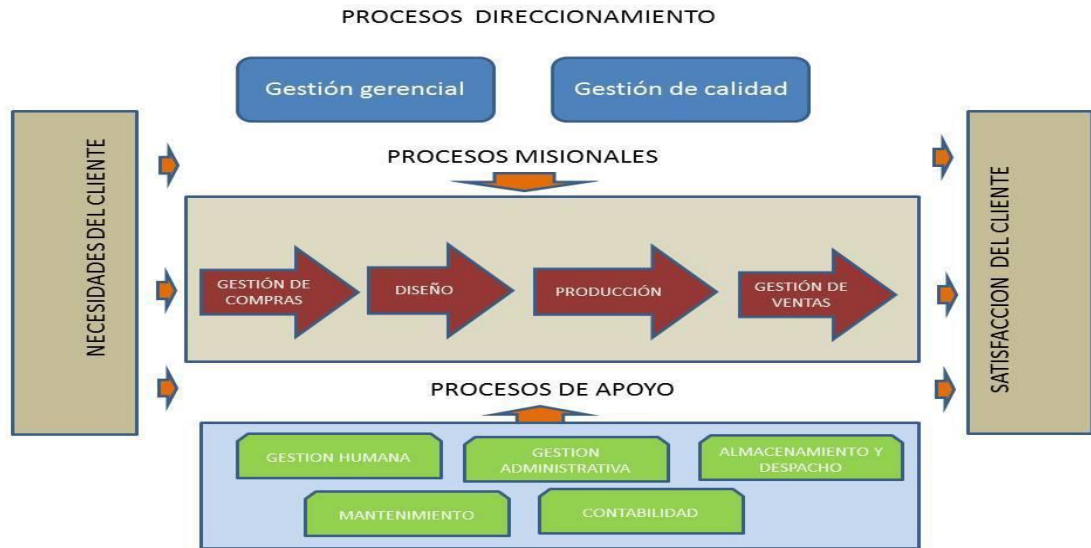 PROCESOS DIRECCIONAMIENTO
Gestión gerencial
Gestión de calidad
NECESIDADES DEL CLIENTE
PROCESOS MISIONALES
GESTIÓN DE
COMPRAS
DISEÑO
PRODUCCIÓN
GESTIÓN DE
VENTAS
SATISFACCION DEL CLIENTE
PROCESOS DE APOYO
GESTION HUMANA
GESTION
ADMINISTRATIVA
ALMACENAMIENTO Y
DESPACHO
MANTENIMIENTO
CONTABILIDAD